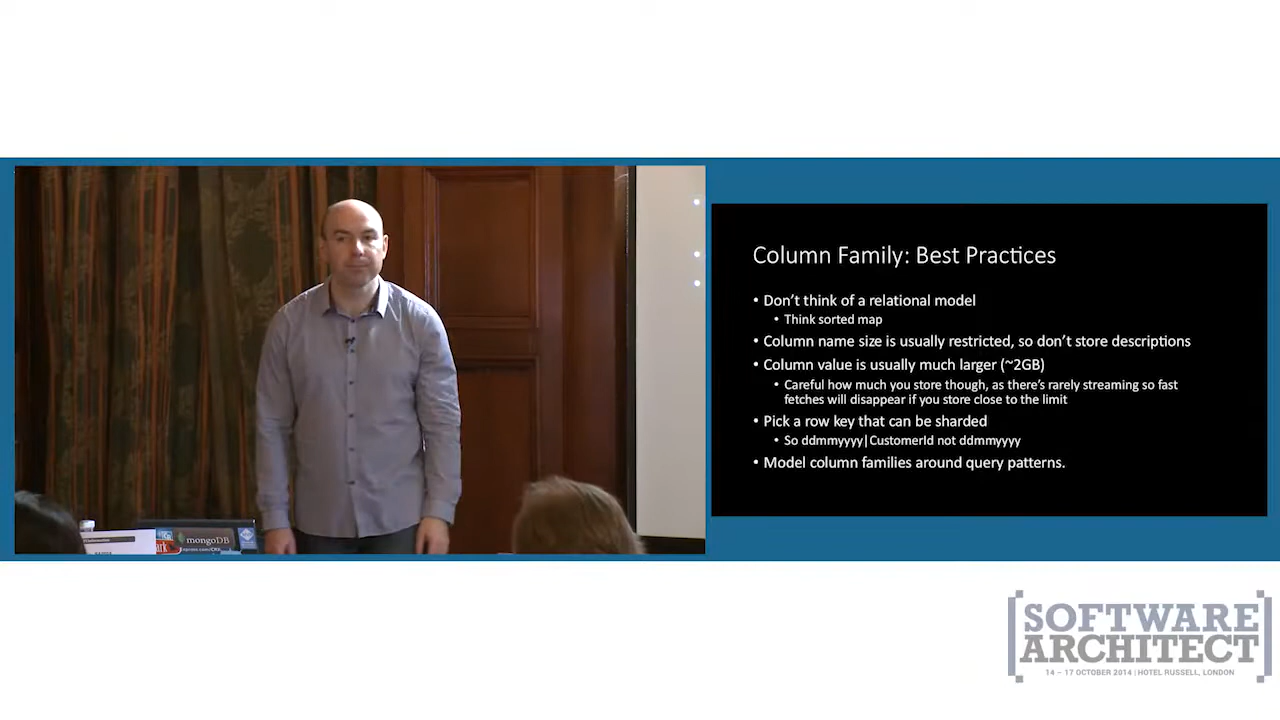 Column Family: Best Practices
• Don't think of a relational model
• Think sorted map
• Column name size is usually restricted, so don't store descriptions
• Column value is usually much larger (~2GB)
• Careful how much you store though, as there's rarely streaming so fast
fetches will disappear if you store close to the limit
• Pick a row key that can be sharded
• So ddmmyyyy|CustomerId not ddmmyyyy
• Model column families around query patterns.
mongoDB
[SOFTWARE
ARCHITECT]
14 – 17 OCTOBER 2014 | HOTEL RUSSELL, LONDON